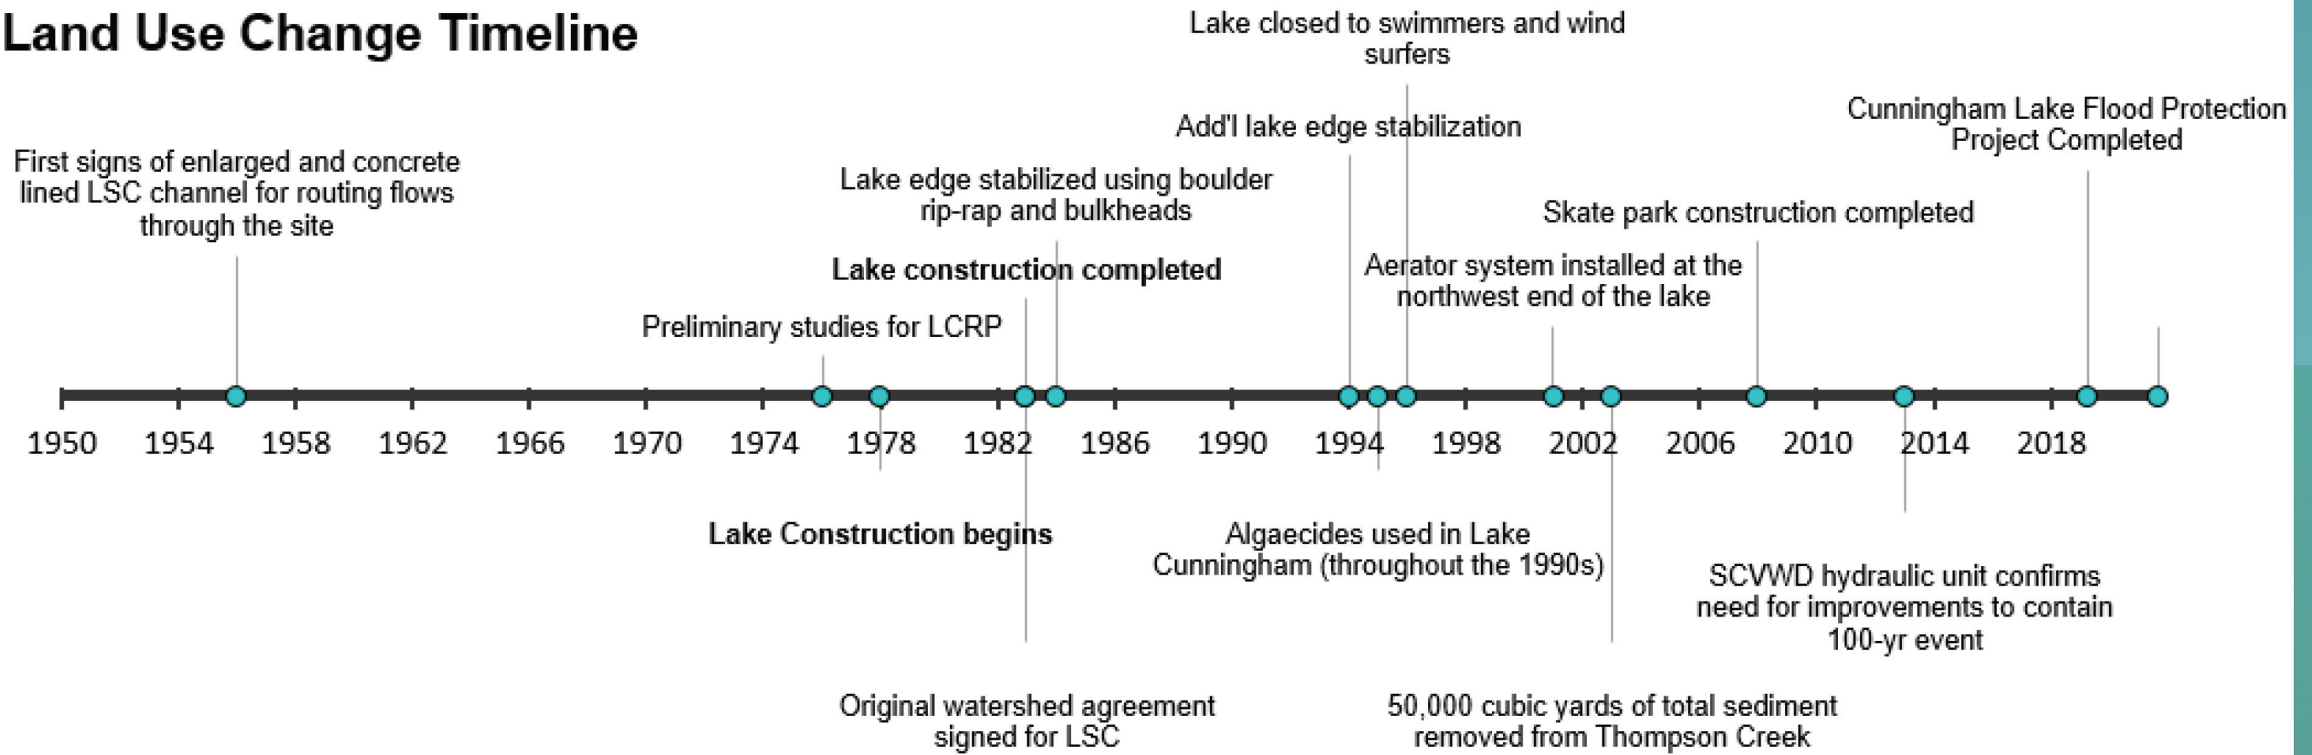 Land Use Change Timeline
Lake closed to swimmers and wind
surfers
Cunningham Lake Flood Protection
Project Completed
Add'l lake edge stabilization
First signs of enlarged and concrete
lined LSC channel for routing flows
through the site
Lake edge stabilized using boulder
rip-rap and bulkheads
Skate park construction completed
Lake construction completed
Aerator system installed at the
northwest end of the lake
Preliminary studies for LCRP
1950 1954 1958 1962 1966 1970 1974 1978 1982 1986 1990 1994 1998 2002 2006 2010 2014 2018
Lake Construction begins
Algaecides used in Lake
Cunningham (throughout the 1990s)
SCVWD hydraulic unit confirms
need for improvements to contain
100-yr event
Original watershed agreement
signed for LSC
50,000 cubic yards of total sediment
removed from Thompson Creek